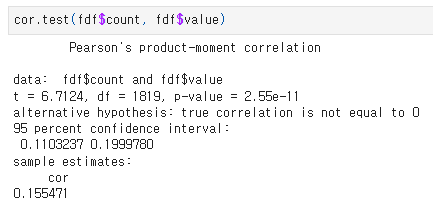 cor.test(fdf$count, fdf$value)
Pearson's product-moment correlation
data:  fdf$count and fdf$value
t = 6.7124, df = 1819, p-value = 2.55e-11
alternative hypothesis: true correlation is not equal to 0
95 percent confidence interval:
0.1103237 0.1999780
sample estimates:
cor
0.155471